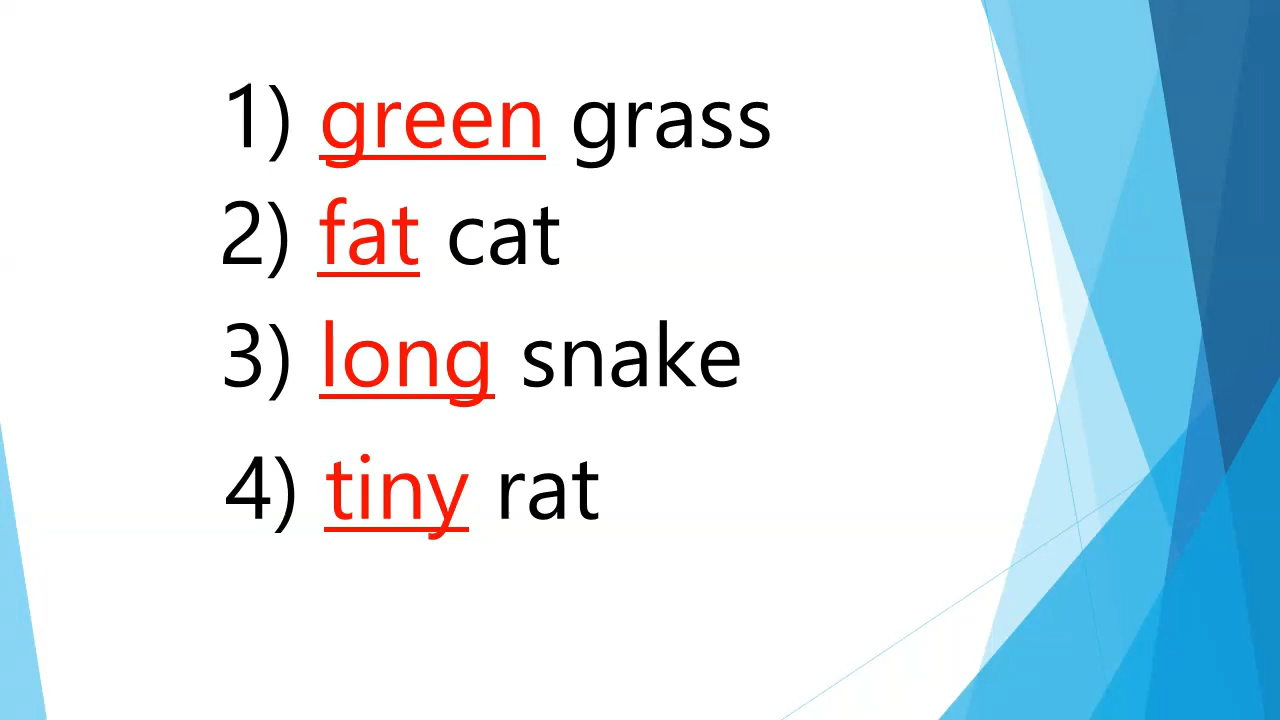 1) green grass
2) fat cat
3) long snake
4) tiny rat